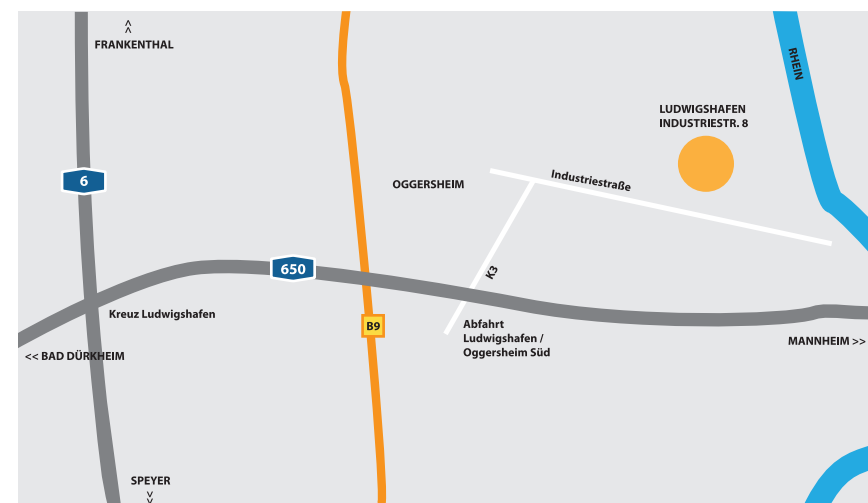 FRANKENTHAL
RHEIN
LUDWIGSHAFEN
INDUSTRIESTR. 8
6
OGGERSHEIM
Industriestraße
650
K3
Kreuz Ludwigshafen
B9
Abfahrt
Ludwigshafen /
Oggersheim Süd
<< BAD DÜRKHEIM
MANNHEIM >>
SPEYER